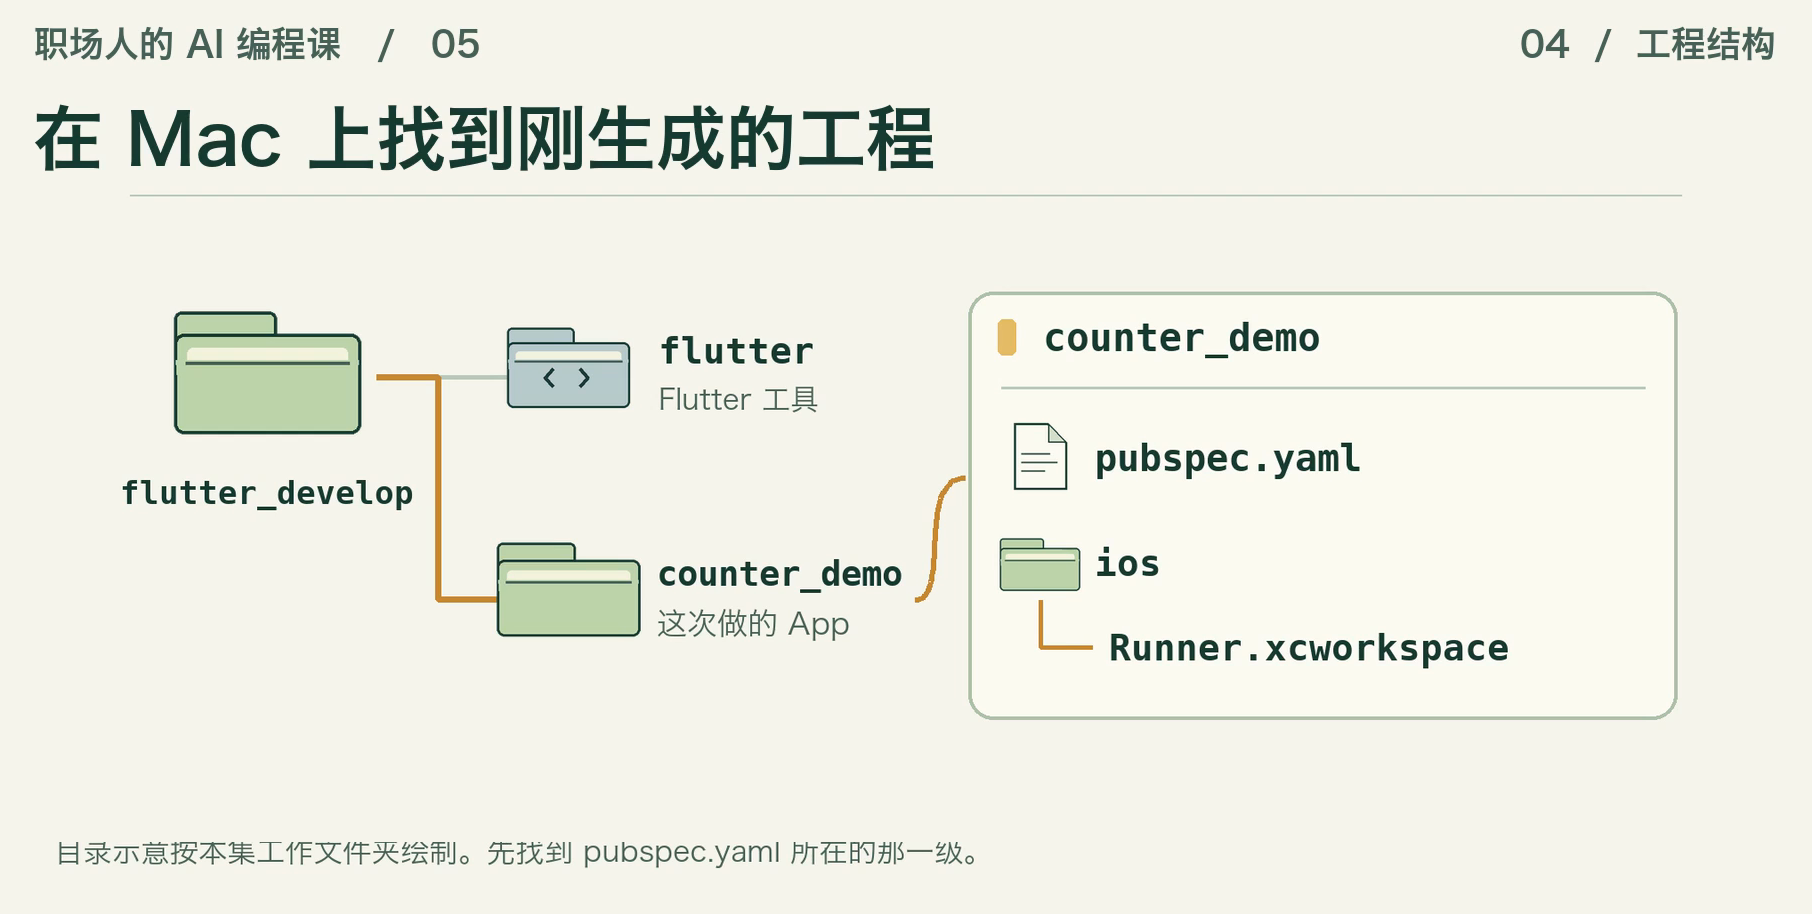 职场人的 AI 编程课 / 05
04 / 工程结构
在 Mac 上找到刚生成的工程
flutter_develop
flutter
Flutter 工具
counter_demo
这次做的 App
counter_demo
pubspec.yaml
ios
Runner.xcworkspace
目录示意按本集工作文件夹绘制。先找到 pubspec.yaml 所在的那一级。